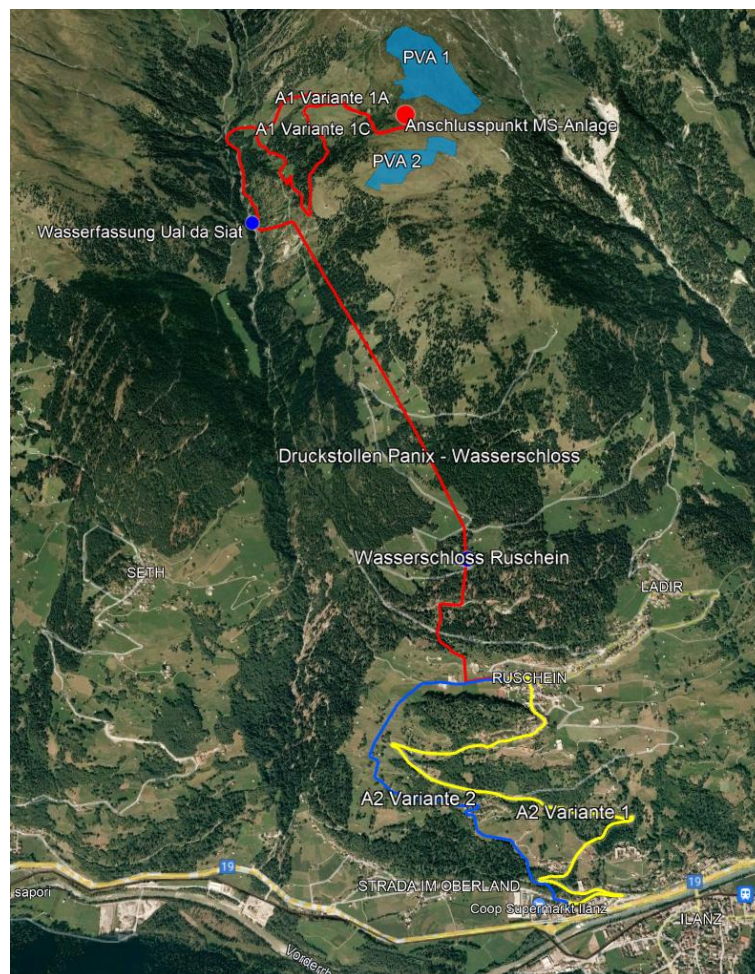 PVA 1
A1 Variante 1A
Anschlusspunkt MS-Anlage
A1 Variante 1C
PVA 2
Wasserfassung Ual da Siat
Druckstollen Panix - Wasserschloss
Wasserschloss Ruschein
SETH
LADIR
RUSCHEIN
A2 Variante 2
A2 Variante 1
19
19
sapori
STRADA IM OBERLAND
Coop Supermarkt Ilanz
ILANZ